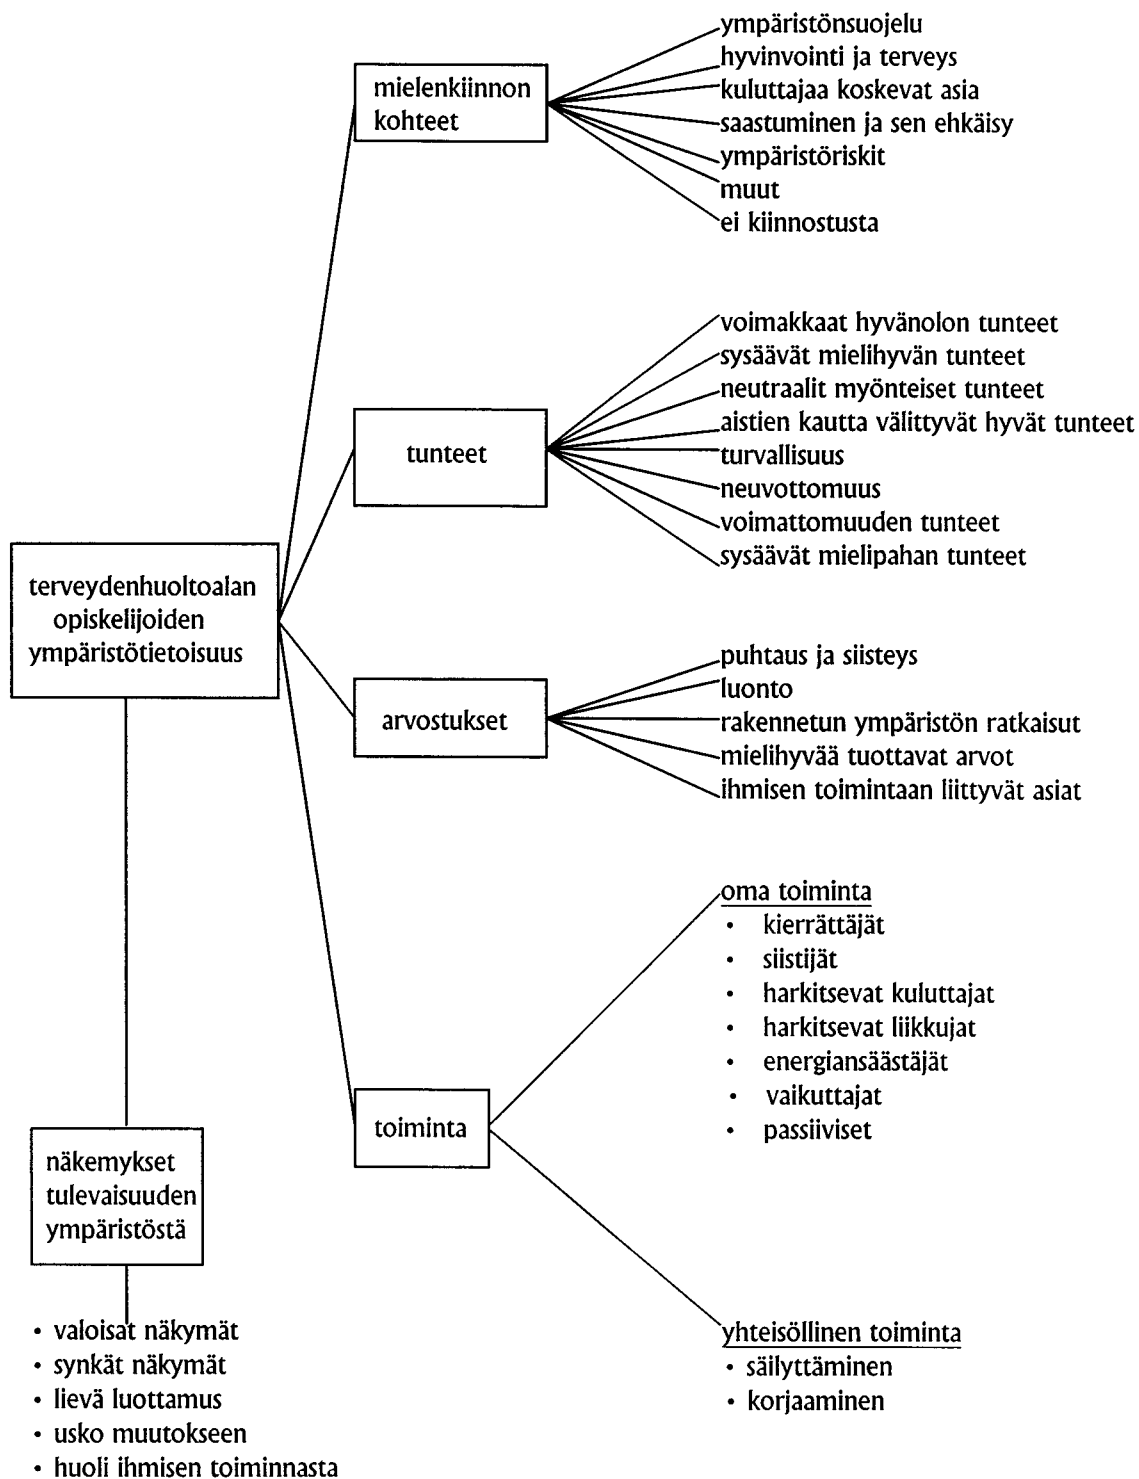 ympäristönsuojelu
hyvinvointi ja terveys
kuluttajaa koskevat asia
saastuminen ja sen ehkäisy
ympäristöriskit
muut
ei kiinnostusta
mielenkiinnon
kohteet
voimakkaat hyvänolon tunteet
sysäävät mielihyvän tunteet
neutraalit myönteiset tunteet
aistien kautta välittyvät hyvät tunteet
turvallisuus
neuvottomuus
voimattomuuden tunteet
sysäävät mielipahan tunteet
tunteet
terveydenhuoltoalan
opiskelijoiden
ympäristötietoisuus
puhtaus ja siisteys
luonto
rakennetun ympäristön ratkaisut
mielihyvää tuottavat arvot
ihmisen toimintaan liittyvät asiat
arvostukset
oma toiminta
• kierrättäjät
• siistijät
• harkitsevat kuluttajat
• harkitsevat liikkujat
• energiansäästäjät
• vaikuttajat
• passiiviset
toiminta
näkemykset
tulevaisuuden
ympäristöstä
• valoisat näkymät
• synkät näkymät
• lievä luottamus
• usko muutokseen
• huoli ihmisen toiminnasta
yhteisöllinen toiminta
• säilyttäminen
• korjaaminen